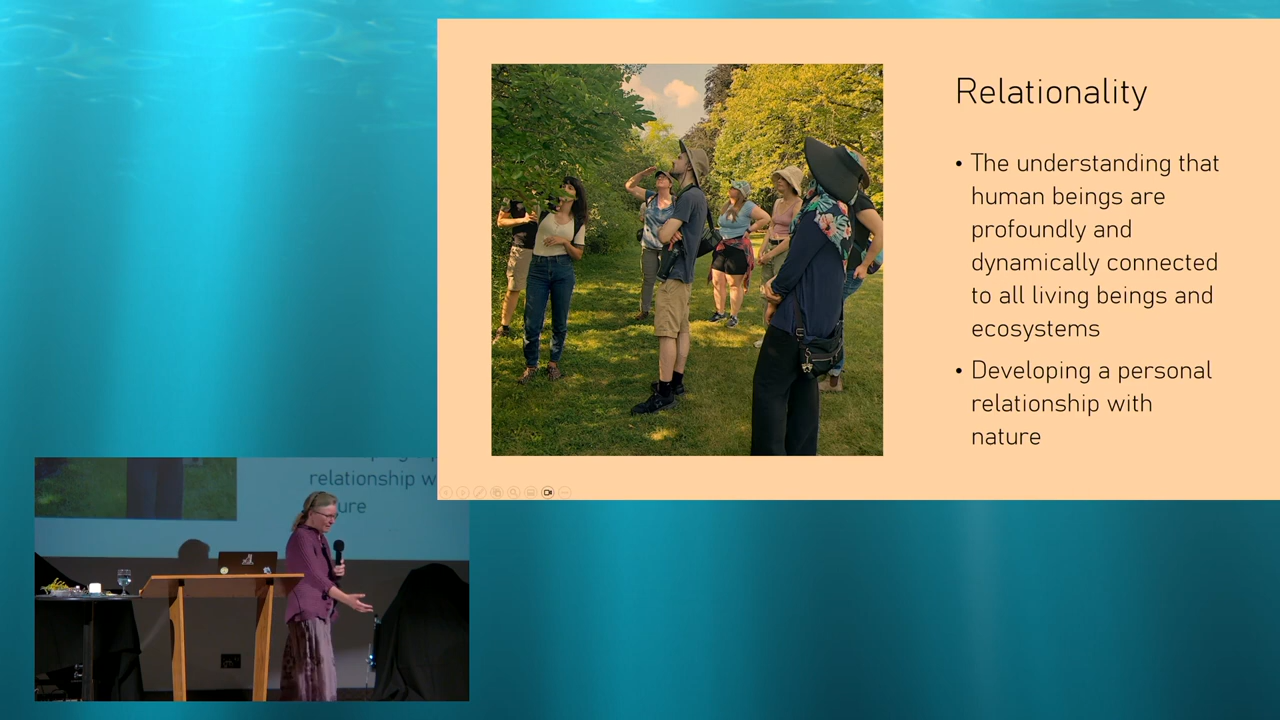 Relationality
• The understanding that
human beings are
profoundly and
dynamically connected
to all living beings and
ecosystems
• Developing a personal
relationship with
nature
relationship w
ure